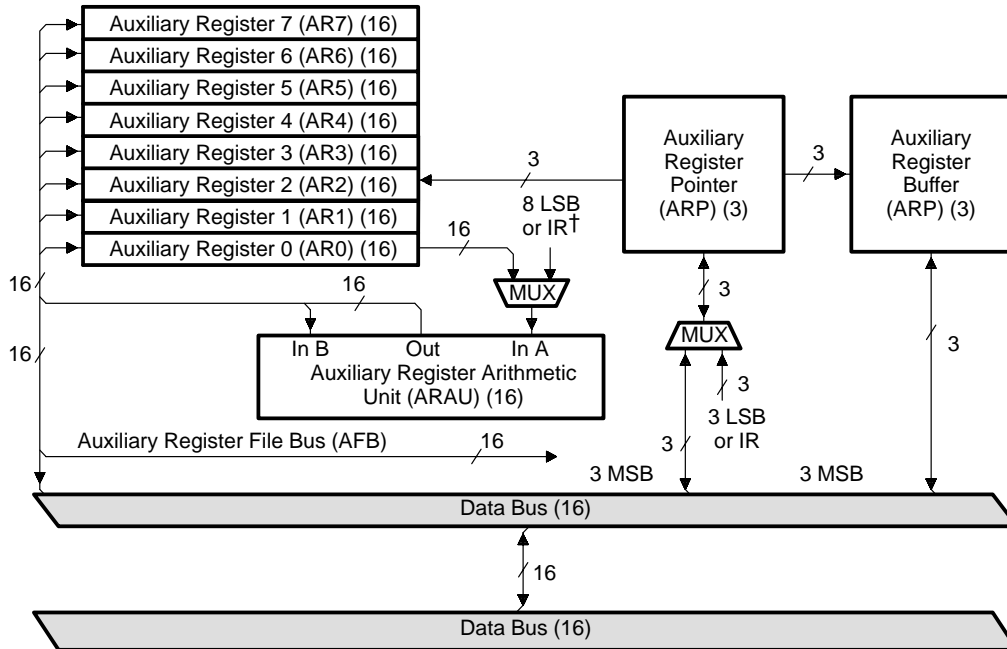 Auxiliary Register 7 (AR7) (16)
Auxiliary Register 6 (AR6) (16)
Auxiliary Register 5 (AR5) (16)
Auxiliary Register 4 (AR4) (16)
Auxiliary Register 3 (AR3) (16)
Auxiliary Register 2 (AR2) (16)
Auxiliary Register 1 (AR1) (16)
Auxiliary Register 0 (AR0) (16)
3
8 LSB
or IR†
16
MUX
Auxiliary
Register
Pointer
(ARP) (3)
3
Auxiliary
Register
Buffer
(ARP) (3)
16
16
16
In B
Out
In A
Auxiliary Register Arithmetic
Unit (ARAU) (16)
3
MUX
3
3 LSB
or IR
3
3
Auxiliary Register File Bus (AFB)
16
3 MSB
3 MSB
Data Bus (16)
16
Data Bus (16)